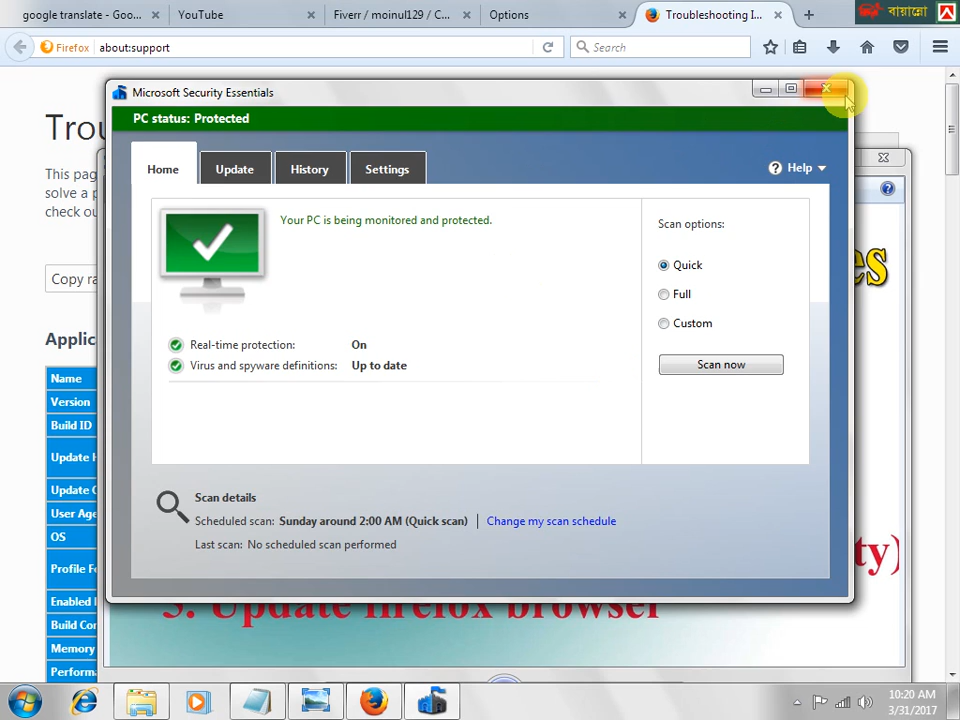 google translate - Goo...
YouTube
Fiverr / moinul129 / C...
Options
Troubleshooting I...
বায়ান্নো
Firefox
about:support
Search
Microsoft Security Essentials
PC status: Protected
Home
Update
History
Settings
Help
Your PC is being monitored and protected.
Scan options:
Quick
Full
Custom
Scan now
Real-time protection:
On
Virus and spyware definitions:
Up to date
Scan details
Scheduled scan: Sunday around 2:00 AM (Quick scan)
Change my scan schedule
Last scan: No scheduled scan performed
This pag
solve a p
check ou
Copy ra
Applic
Name
Version
Build ID
Update H
Update C
User Age
OS
Profile Fo
Enabled
Build Con
Memory
Performa
es
ty)
3. Update firefox browser
10:20 AM
3/31/2017